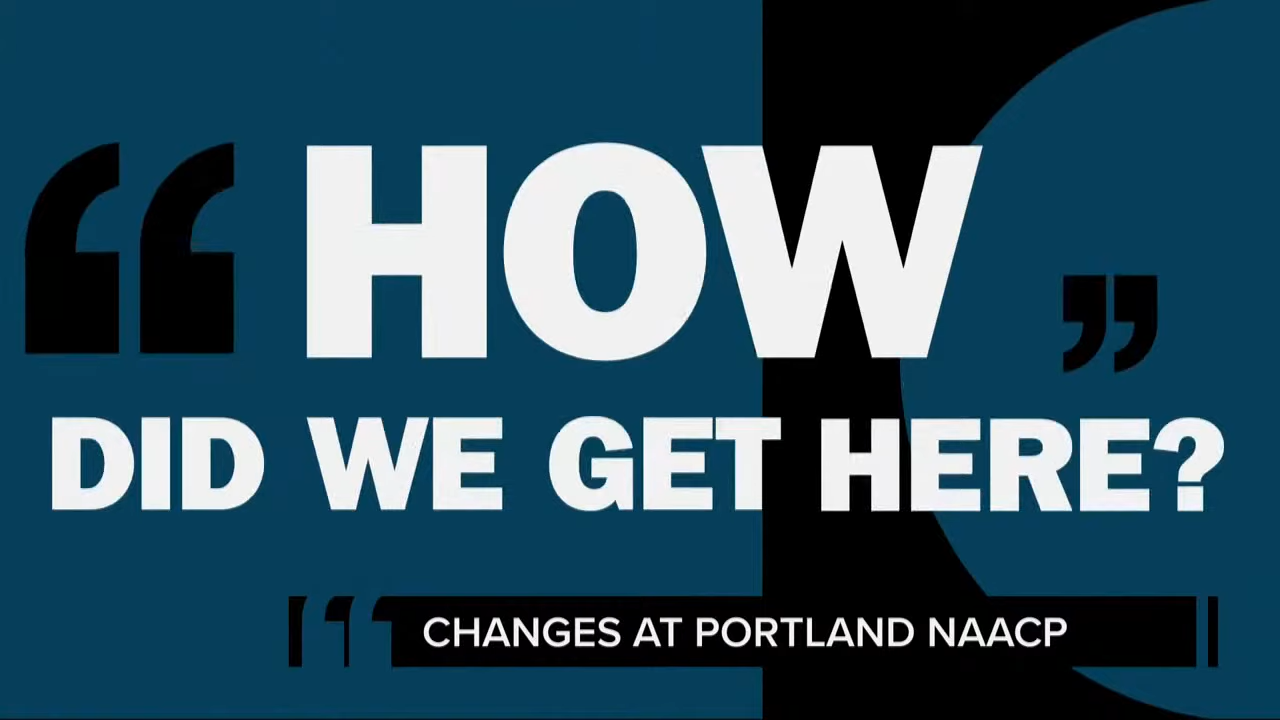 “HOW”
DID WE GET HERE?
CHANGES AT PORTLAND NAACP